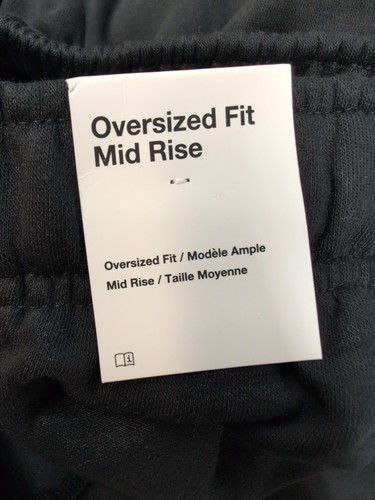 Oversized Fit
Mid Rise
Oversized Fit / Modèle Ample
Mid Rise / Taille Moyenne
i